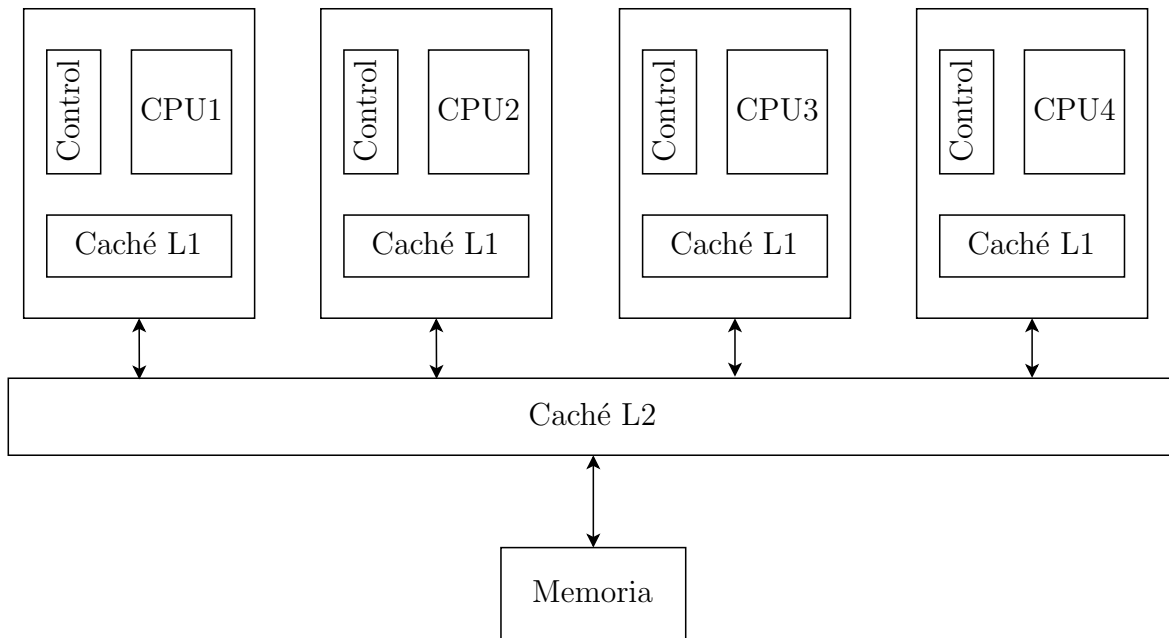 Control
CPU1
Caché L1
Control
CPU2
Caché L1
Control
CPU3
Caché L1
Control
CPU4
Caché L1
Caché L2
Memoria